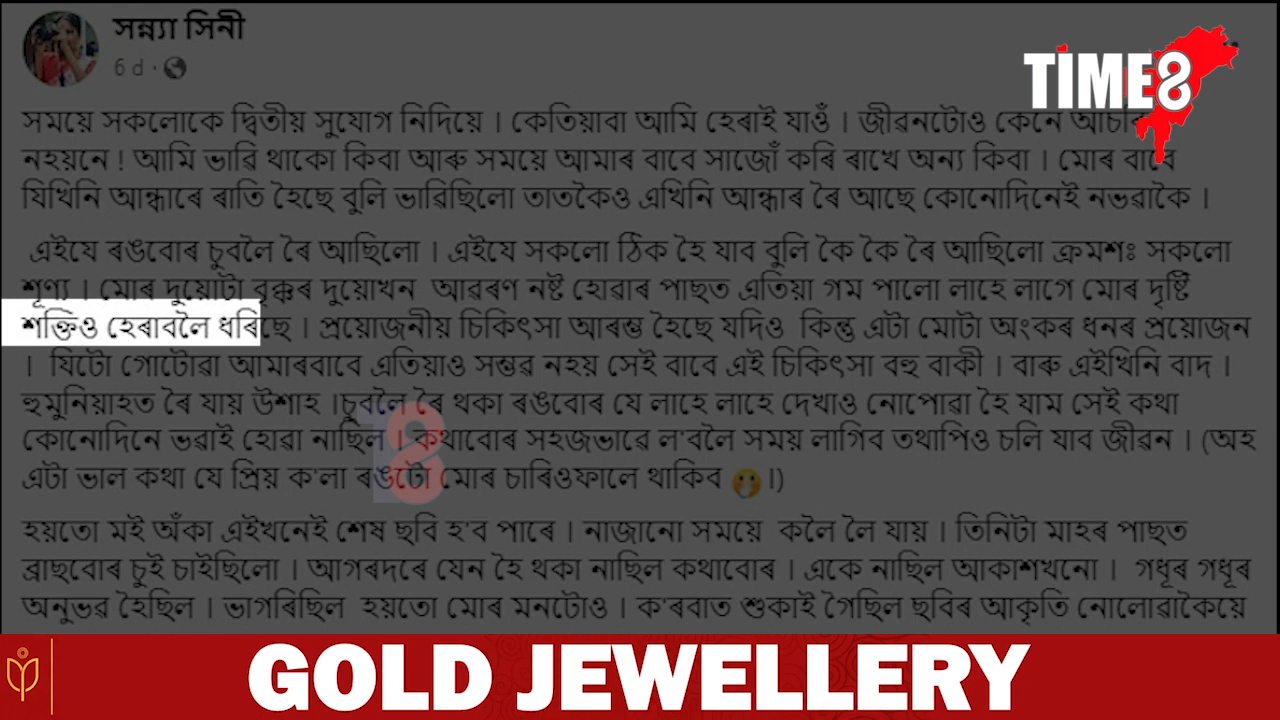 সন্ন্যা সিনী
6 d ·
TIME8
সময়ে সকলোকে দ্বিতীয় সুযোগ নিদিয়ে । কেতিয়াবা আমি হেৰাই যাওঁ । জীৱনটোও কেনে আচৰি
নহয়নে ! আমি ভাৱি থাকো কিবা আৰু সময়ে আমাৰ বাবে সাজোঁ কৰি ৰাখে অন্য কিবা । মোৰ বাবে
যিখিনি আন্ধাৰে ৰাতি হৈছে বুলি ভাৱিছিলো তাতকৈও এখিনি আন্ধাৰ ৰৈ আছে কোনোদিনেই নভৱাকৈ ।
এইযে ৰঙবোৰ চুবলৈ ৰৈ আছিলো । এইযে সকলো ঠিক হৈ যাব বুলি কৈ কৈ ৰৈ আছিলো ক্ৰমশঃ সকলো
শূণ্য । মোৰ দুয়োটা বৃক্কৰ দুয়োখন আৱৰণ নষ্ট হোৱাৰ পাছত এতিয়া গম পালো লাহে লাগে মোৰ দৃষ্টি
শক্তিও হেৰাবলৈ ধৰিছে । প্ৰয়োজনীয় চিকিৎসা আৰম্ভ হৈছে যদিও কিন্তু এটা মোটা অংকৰ ধনৰ প্ৰয়োজন
। যিটো গোটোৱা আমাৰবাবে এতিয়াও সম্ভৱ নহয় সেই বাবে এই চিকিৎসা বহু বাকী । বাৰু এইখিনি বাদ ।
হুমুনিয়াহত ৰৈ যায় উশাহ ।চুবলৈ ৰৈ থকা ৰঙবোৰ যে লাহে লাহে দেখাও নোপোৱা হৈ যাম সেই কথা
কোনোদিনে ভৱাই হোৱা নাছিল । কথাবোৰ সহজভাৱে ল'বলৈ সময় লাগিব তথাপিও চলি যাব জীৱন । (অহ
এটা ভাল কথা যে প্ৰিয় ক'লা ৰঙটো মোৰ চাৰিওফালে থাকিব 🤭।)
হয়তো মই অঁকা এইখনেই শেষ ছবি হ'ব পাৰে । নাজানো সময়ে কলৈ লৈ যায় । তিনিটা মাহৰ পাছত
ব্ৰাছবোৰ চুই চাইছিলো । আগৰদৰে যেন হৈ থকা নাছিল কথাবোৰ । একে নাছিল আকাশখনো । গধূৰ গধূৰ
অনুভৱ হৈছিল । ভাগৰিছিল হয়তো মোৰ মনটোও । ক'ৰবাত শুকাই গৈছিল ছবিৰ আকৃতি নোলোৱাকৈয়ে
GOLD JEWELLERY